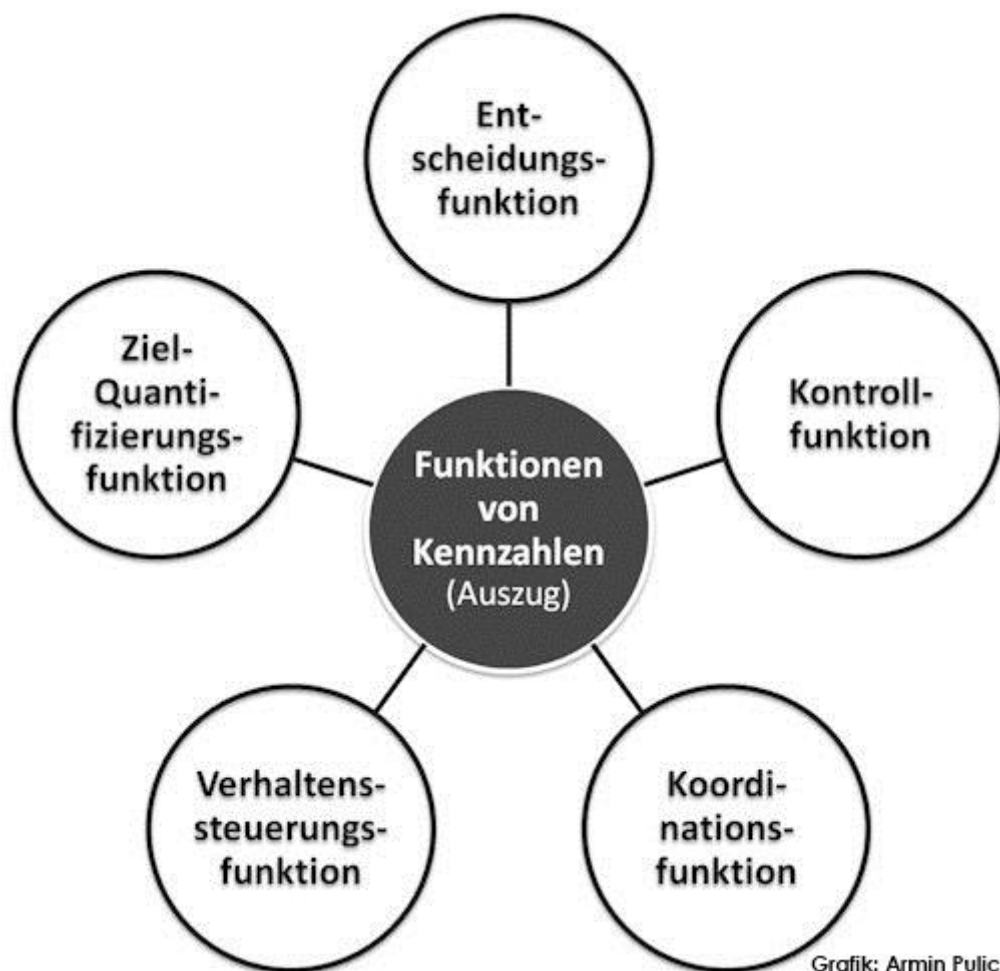 Ent-
scheidungs-
funktion
Ziel-
Quanti-
fizierungs-
funktion
Kontroll-
funktion
Funktionen
von
Kennzahlen
(Auszug)
Verhaltens-
steuerungs-
funktion
Koordi-
nations-
funktion
Grafik: Armin Pulic